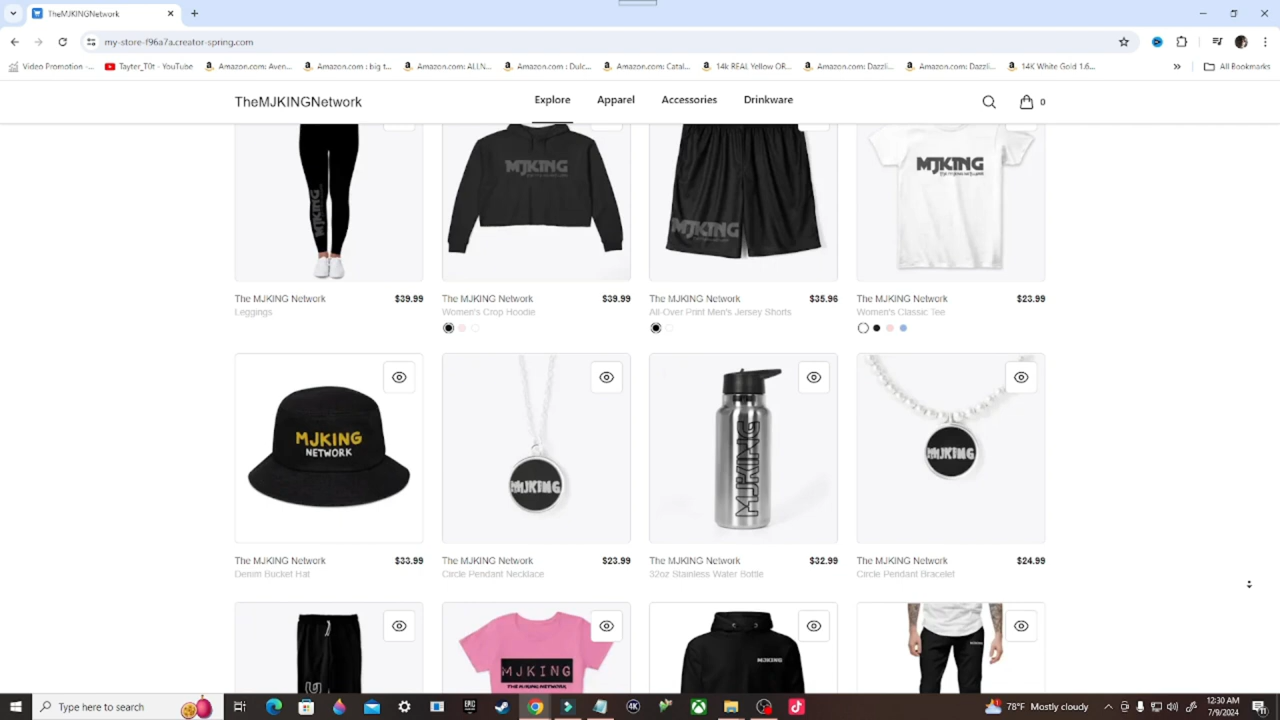 TheMJKINGNetwork
my-store-f96a7a.creator-spring.com
Video Promotion -...
Tayter_T0t - YouTube
Amazon.com: Aven...
Amazon.com : big t...
Amazon.com: ALLN...
Amazon.com : Dulc...
Amazon.com: Catal...
14k REAL Yellow OR...
Amazon.com: Dazzli...
Amazon.com: Dazzli...
14K White Gold 1.6...
» All Bookmarks
TheMJKINGNetwork
Explore
Apparel
Accessories
Drinkware
0
MJKING
MJKING
MJKING
MJKING
The MJKING Network $39.99
Leggings
The MJKING Network $39.99
Women's Crop Hoodie
The MJKING Network $35.96
All-Over Print Men's Jersey Shorts
The MJKING Network $23.99
Women's Classic Tee
MJKING
NETWORK
MJKING
MJKING
MJKING
The MJKING Network $33.99
Denim Bucket Hat
The MJKING Network $23.99
Circle Pendant Necklace
The MJKING Network $32.99
32oz Stainless Water Bottle
The MJKING Network $24.99
Circle Pendant Bracelet
MJKING
THE MJKING NETWORK
MJKING
Type here to search
EPIC
4K
78°F Mostly cloudy
12:30 AM
7/9/2024